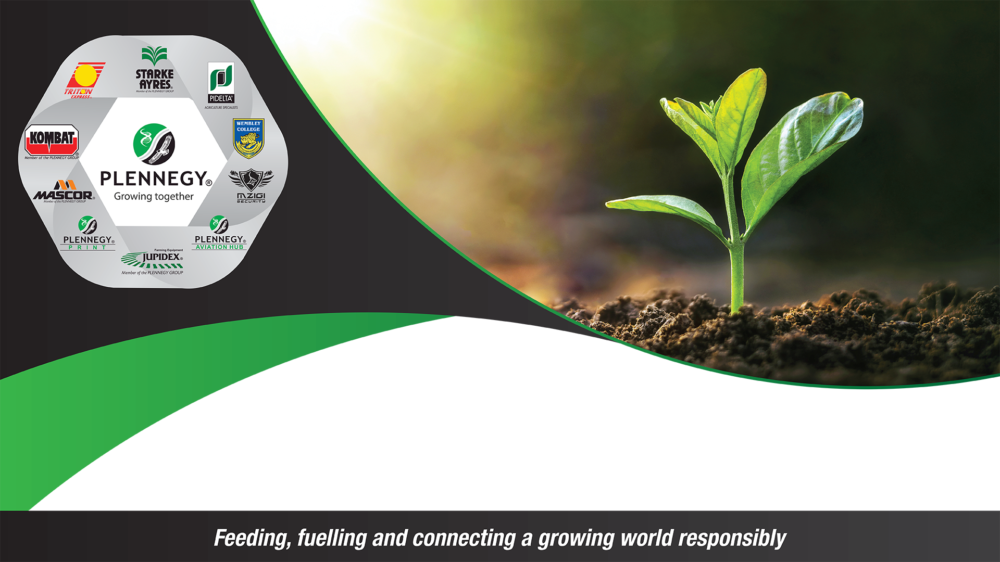 STARKE
AYRES®
Member of the PLENNEGY GROUP
TRITON
EXPRESS®
PIDELTA®
AGRICULTURE SPECIALISTS
WEMBLEY
COLLEGE
KOMBAT®
Member of the PLENNEGY GROUP
PLENNEGY®
Growing together
MZIGI
SECURITY
MASCOR®
Member of the PLENNEGY GROUP
PLENNEGY®
PRINT
PLENNEGY®
AVIATION HUB
Farming Equipment
JUPIDEX®
Member of the PLENNEGY GROUP
Feeding, fuelling and connecting a growing world responsibly